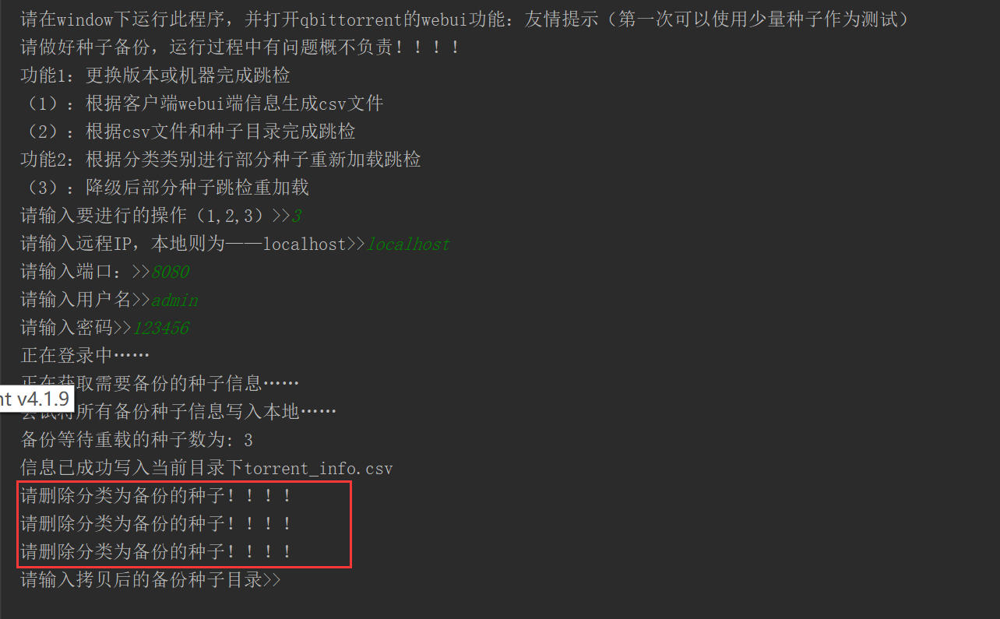 请在window下运行此程序，并打开qbittorrent的webui功能：友情提示（第一次可以使用少量种子作为测试）
请做好种子备份，运行过程中有问题概不负责！！！！
功能1：更换版本或机器完成跳检
（1）：根据客户端webui端信息生成csv文件
（2）：根据csv文件和种子目录完成跳检
功能2：根据分类类别进行部分种子重新加载跳检
（3）：降级后部分种子跳检重加载
请输入要进行的操作（1,2,3）>>3
请输入远程IP，本地则为——localhost>>localhost
请输入端口：>>8080
请输入用户名>>admin
请输入密码>>123456
正在登录中……
正在获取需要备份的种子信息……
nt v4.1.9
将所有备份种子信息写入本地……
备份等待重载的种子数为: 3
信息已成功写入当前目录下torrent_info.csv
请删除分类为备份的种子！！！！
请删除分类为备份的种子！！！！
请删除分类为备份的种子！！！！
请输入拷贝后的备份种子目录>>